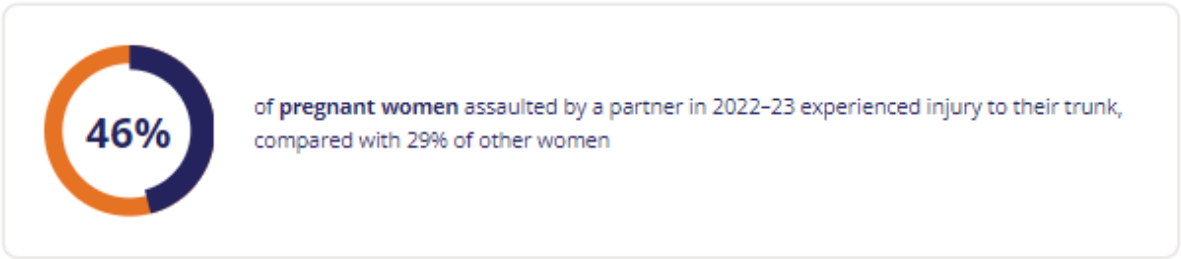 46%
of pregnant women assaulted by a partner in 2022–23 experienced injury to their trunk,
compared with 29% of other women